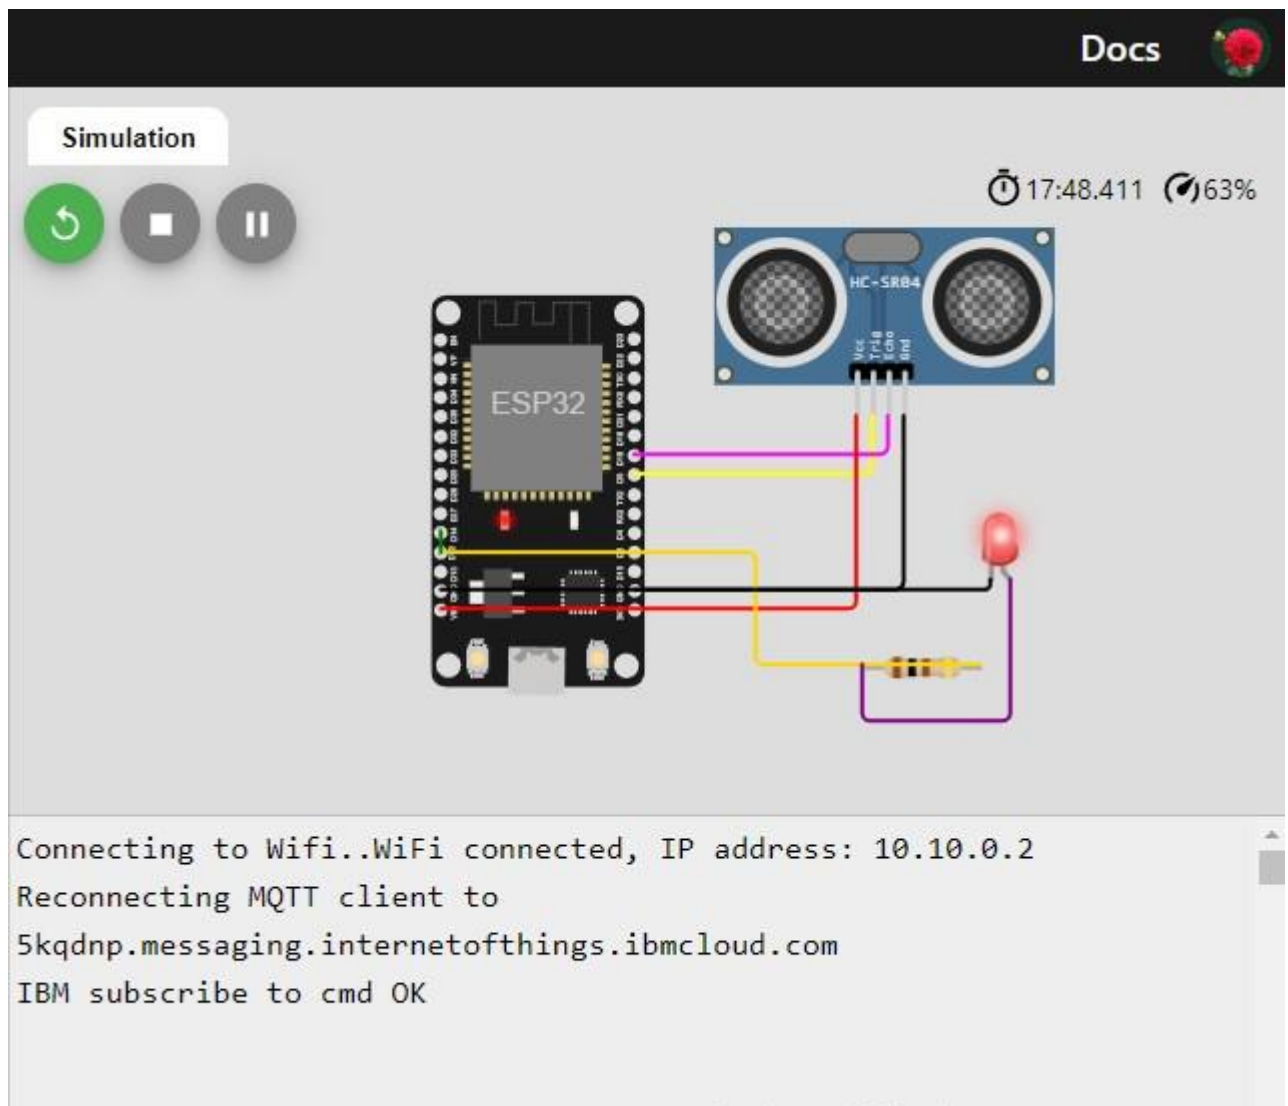 Docs
Simulation
17:48.411 63%
HC-SR04
Vcc
Trig
Echo
Gnd
ESP32
Connecting to Wifi..WiFi connected, IP address: 10.10.0.2
Reconnecting MQTT client to
5kqdnp.messaging.internetofthings.ibmcloud.com
IBM subscribe to cmd OK